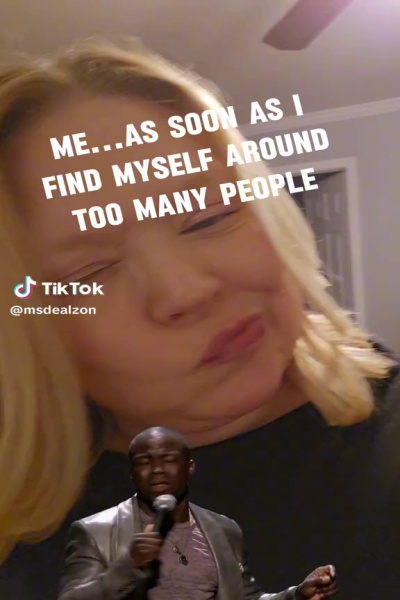 ME...AS SOON AS I
FIND MYSELF AROUND
TOO MANY PEOPLE
TikTok
@msdealzon